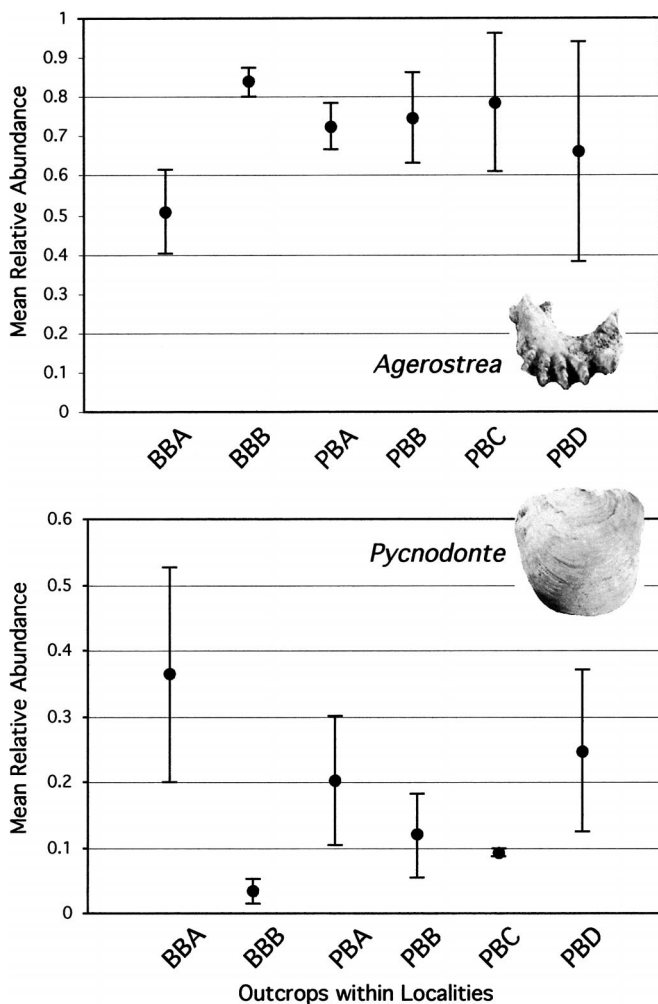 Mean Relative Abundance
1
0.9
0.8
0.7
0.6
0.5
0.4
0.3
0.2
0.1
0
Agerostrea
BBA BBB PBA PBB PBC PBD
Mean Relative Abundance
0.6
0.5
0.4
0.3
0.2
0.1
0
Pycnodonte
BBA BBB PBA PBB PBC PBD
Outcrops within Localities